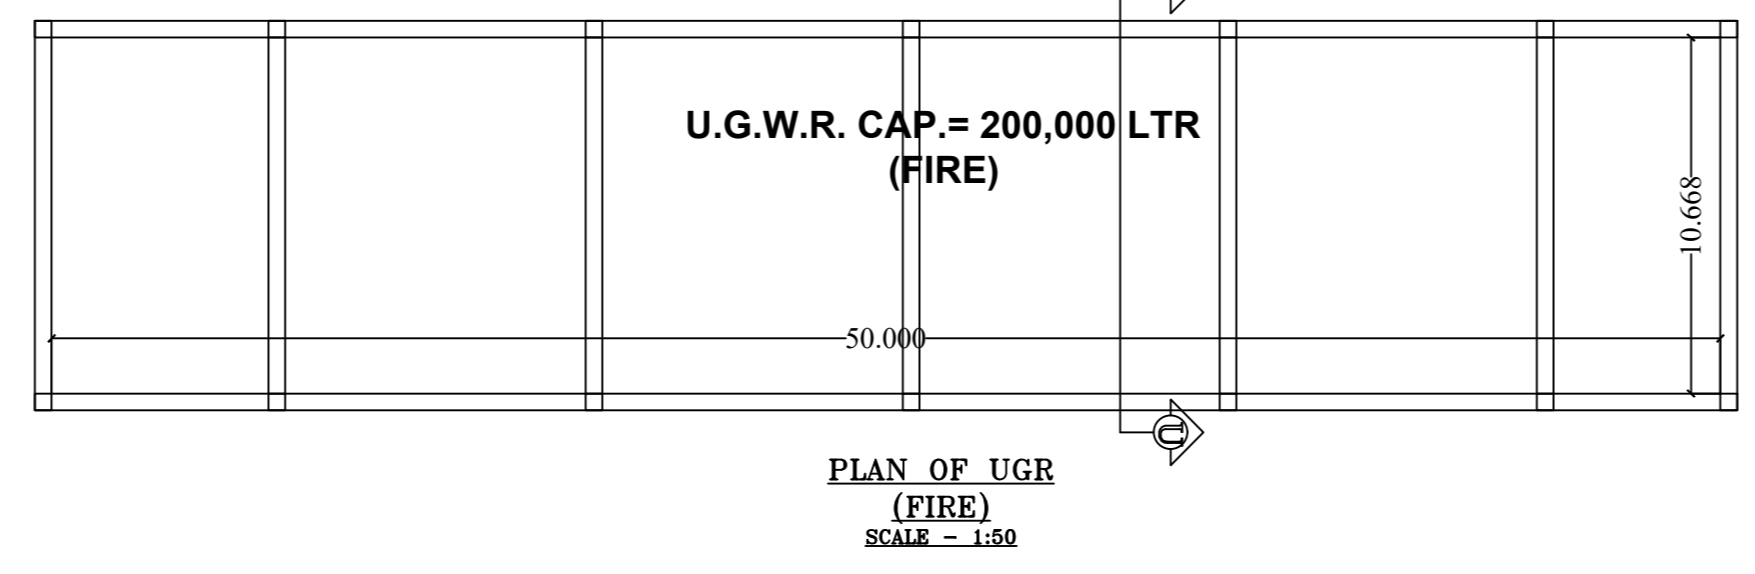 U.G.W.R. CAP.= 200,000 LTR
(FIRE)
10.668
50.000
U
PLAN OF UGR
(FIRE)
SCALE - 1:50